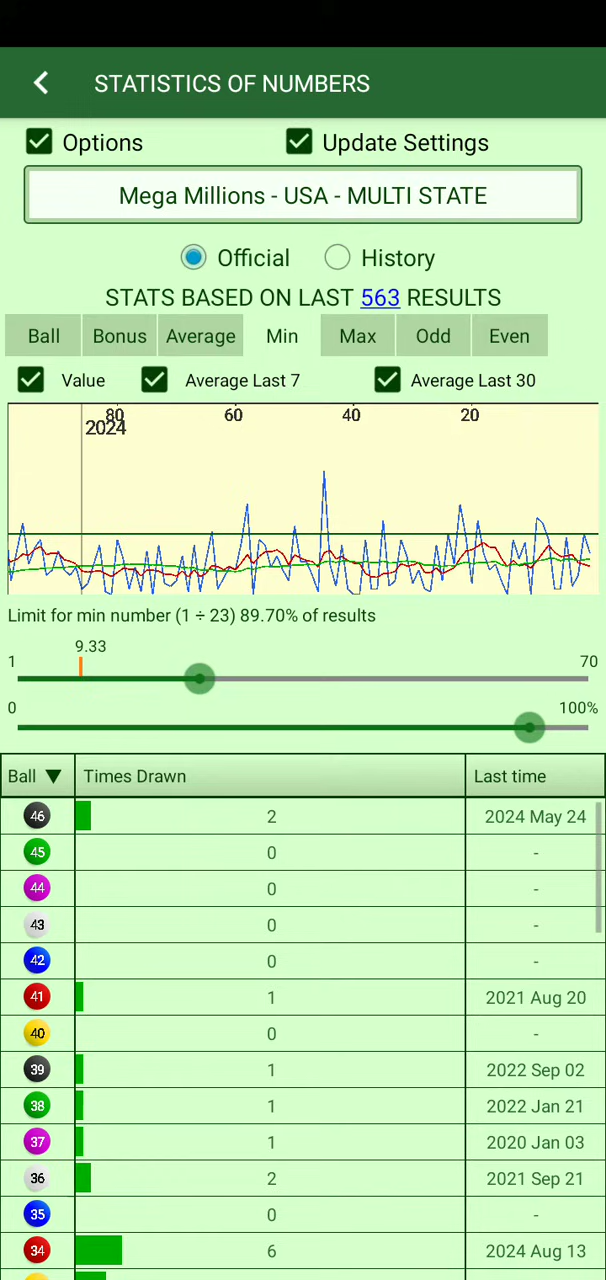 STATISTICS OF NUMBERS
Options Update Settings
Mega Millions - USA - MULTI STATE
Official History
STATS BASED ON LAST 563 RESULTS
Ball Bonus Average Min Max Odd Even
Value Average Last 7 Average Last 30
80 60 40 20
2024
Limit for min number (1 ÷ 23) 89.70% of results
9.33
1 70
0 100%
Ball ▼ Times Drawn Last time
46 2 2024 May 24
45 0 -
44 0 -
43 0 -
42 0 -
41 1 2021 Aug 20
40 0 -
39 1 2022 Sep 02
38 1 2022 Jan 21
37 1 2020 Jan 03
36 2 2021 Sep 21
35 0 -
34 6 2024 Aug 13